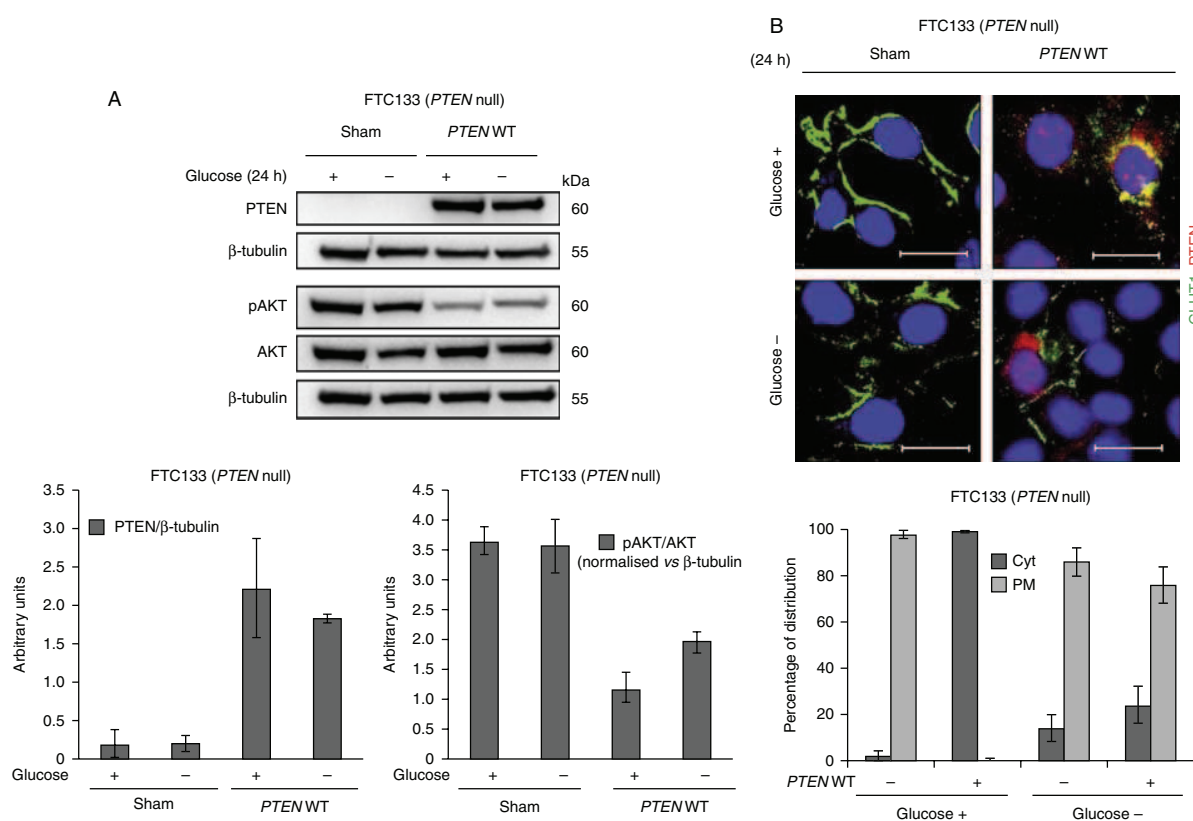 A
FTC133 (PTEN null)
Sham PTEN WT
Glucose (24 h) + − + − kDa
PTEN 60
β-tubulin 55
pAKT 60
AKT 60
β-tubulin 55
B
FTC133 (PTEN null)
(24 h) Sham PTEN WT
Glucose +
Glucose −
GLUT1 PTEN
FTC133 (PTEN null)
3.5
3.0
2.5
2.0
1.5
1.0
0.5
0
Arbitrary units
PTEN/β-tubulin
Glucose + − + −
Sham PTEN WT
FTC133 (PTEN null)
4.5
4.0
3.5
3.0
2.5
2.0
1.5
1.0
0.5
0
Arbitrary units
pAKT/AKT
(normalised vs β-tubulin
Glucose + − + −
Sham PTEN WT
FTC133 (PTEN null)
100
80
60
40
20
0
Percentage of distribution
Cyt
PM
PTEN WT − + − +
Glucose + Glucose −